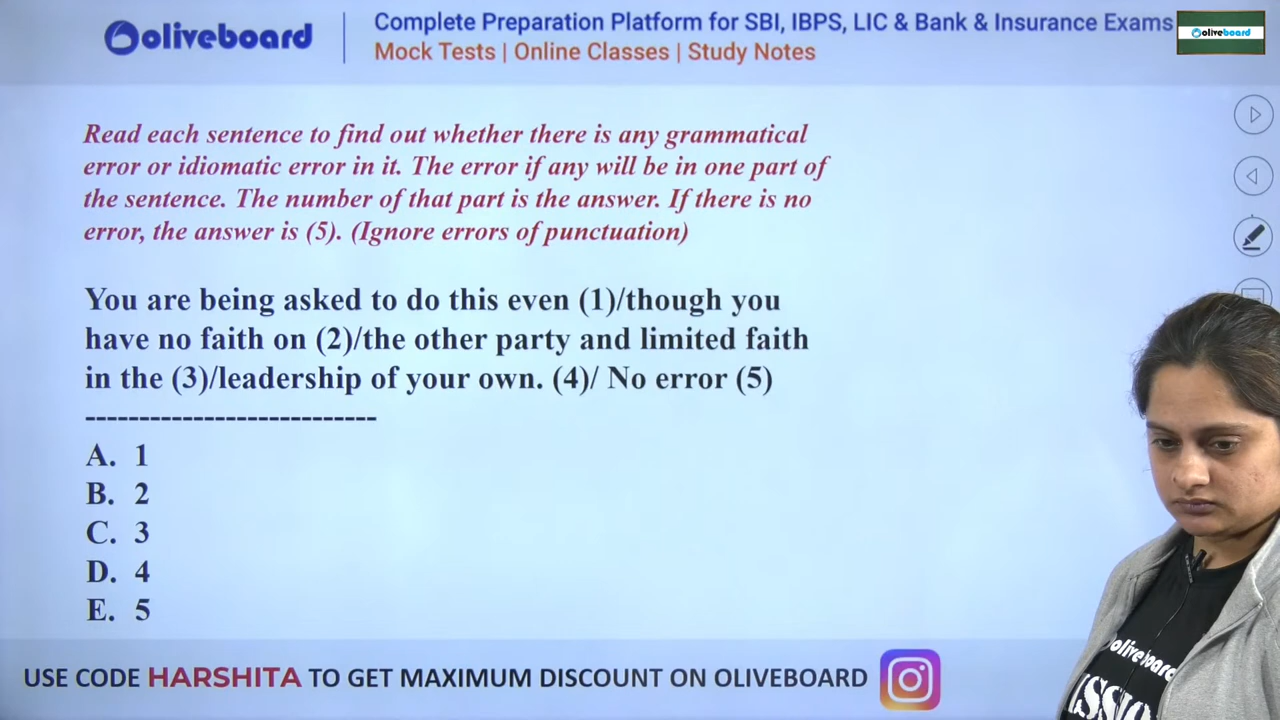 oliveboard
Complete Preparation Platform for SBI, IBPS, LIC & Bank & Insurance Exams
Mock Tests | Online Classes | Study Notes
oliveboard
Read each sentence to find out whether there is any grammatical
error or idiomatic error in it. The error if any will be in one part of
the sentence. The number of that part is the answer. If there is no
error, the answer is (5). (Ignore errors of punctuation)
You are being asked to do this even (1)/though you
have no faith on (2)/the other party and limited faith
in the (3)/leadership of your own. (4)/ No error (5)
---------------------------
A. 1
B. 2
C. 3
D. 4
E. 5
oliveboard
USE CODE HARSHITA TO GET MAXIMUM DISCOUNT ON OLIVEBOARD